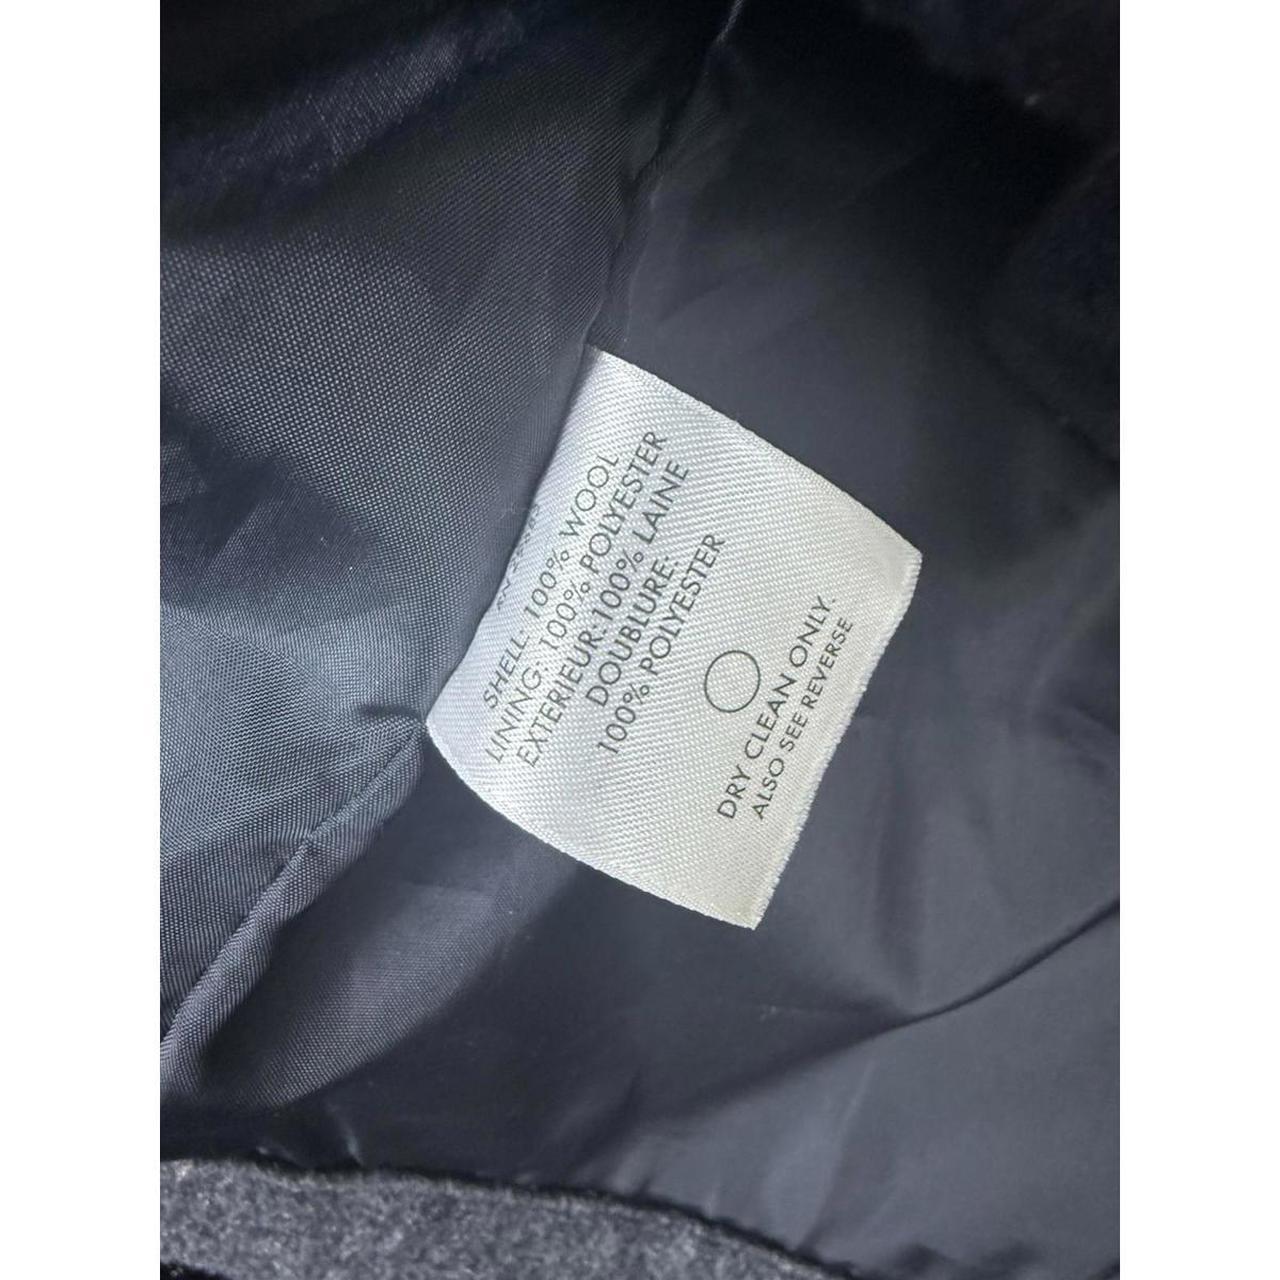 SHELL: 100% WOOL
LINING: 100% POLYESTER
EXTERIEUR:100% LAINE
DOUBLURE:
100% POLYESTER
DRY CLEAN ONLY.
ALSO SEE REVERSE